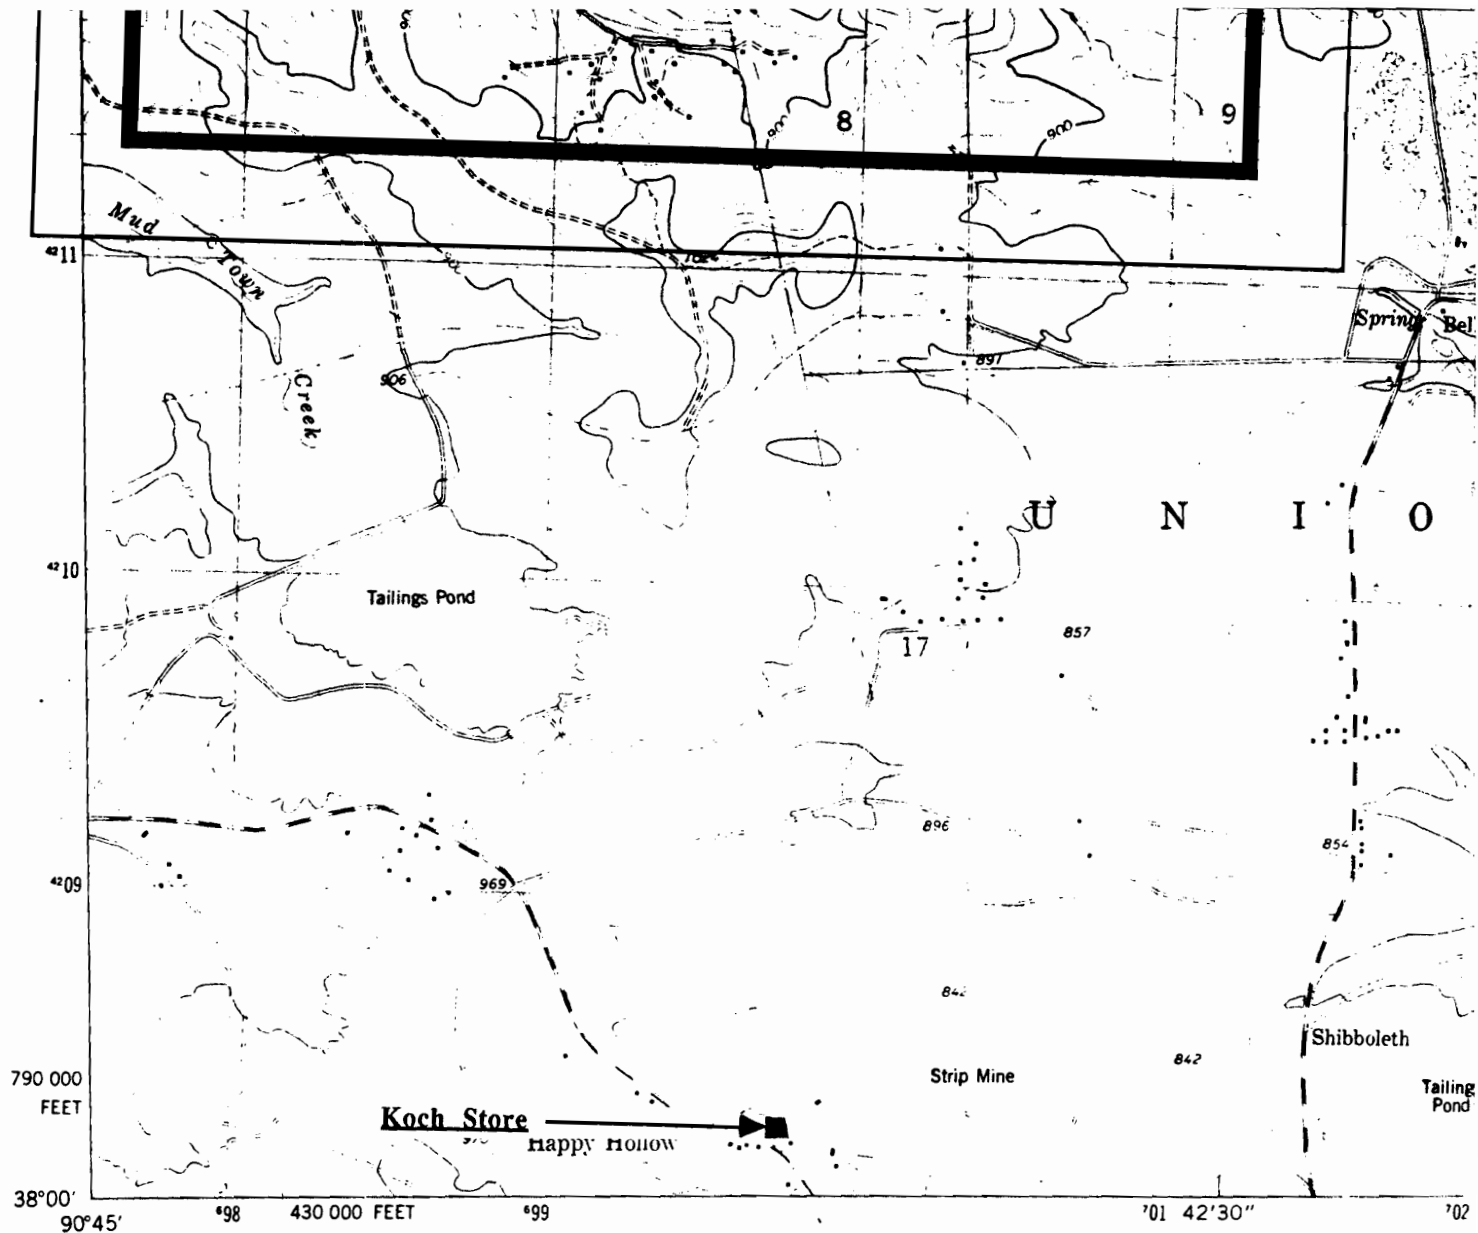 8
9
900
900
Mud
Town
Creek
4211
Spring
Bel
897
906
U N I O
4210
Tailings Pond
17
857
896
854
4209
969
842
Shibboleth
842
Strip Mine
790 000
FEET
Tailing
Pond
Koch Store
Happy Hollow
38°00'
90°45'
698
430 000 FEET
699
701
42'30"
702